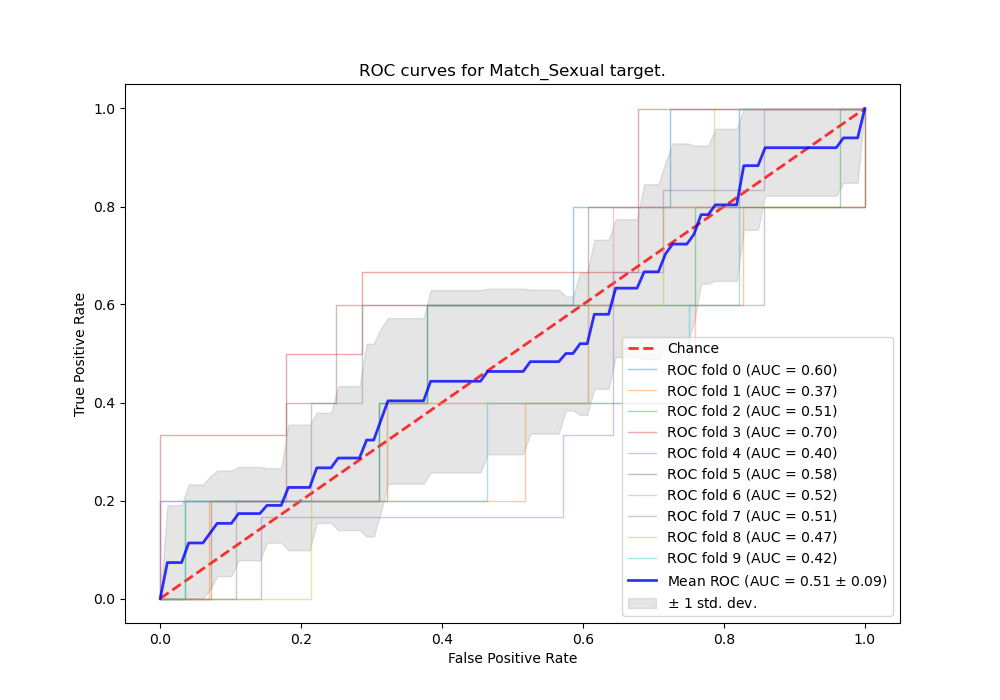 ROC curves for Match_Sexual target.
True Positive Rate
1.0
0.8
0.6
0.4
0.2
0.0
Chance
ROC fold 0 (AUC = 0.60)
ROC fold 1 (AUC = 0.37)
ROC fold 2 (AUC = 0.51)
ROC fold 3 (AUC = 0.70)
ROC fold 4 (AUC = 0.40)
ROC fold 5 (AUC = 0.58)
ROC fold 6 (AUC = 0.52)
ROC fold 7 (AUC = 0.51)
ROC fold 8 (AUC = 0.47)
ROC fold 9 (AUC = 0.42)
Mean ROC (AUC = 0.51 ± 0.09)
± 1 std. dev.
0.0 0.2 0.4 0.6 0.8 1.0
False Positive Rate